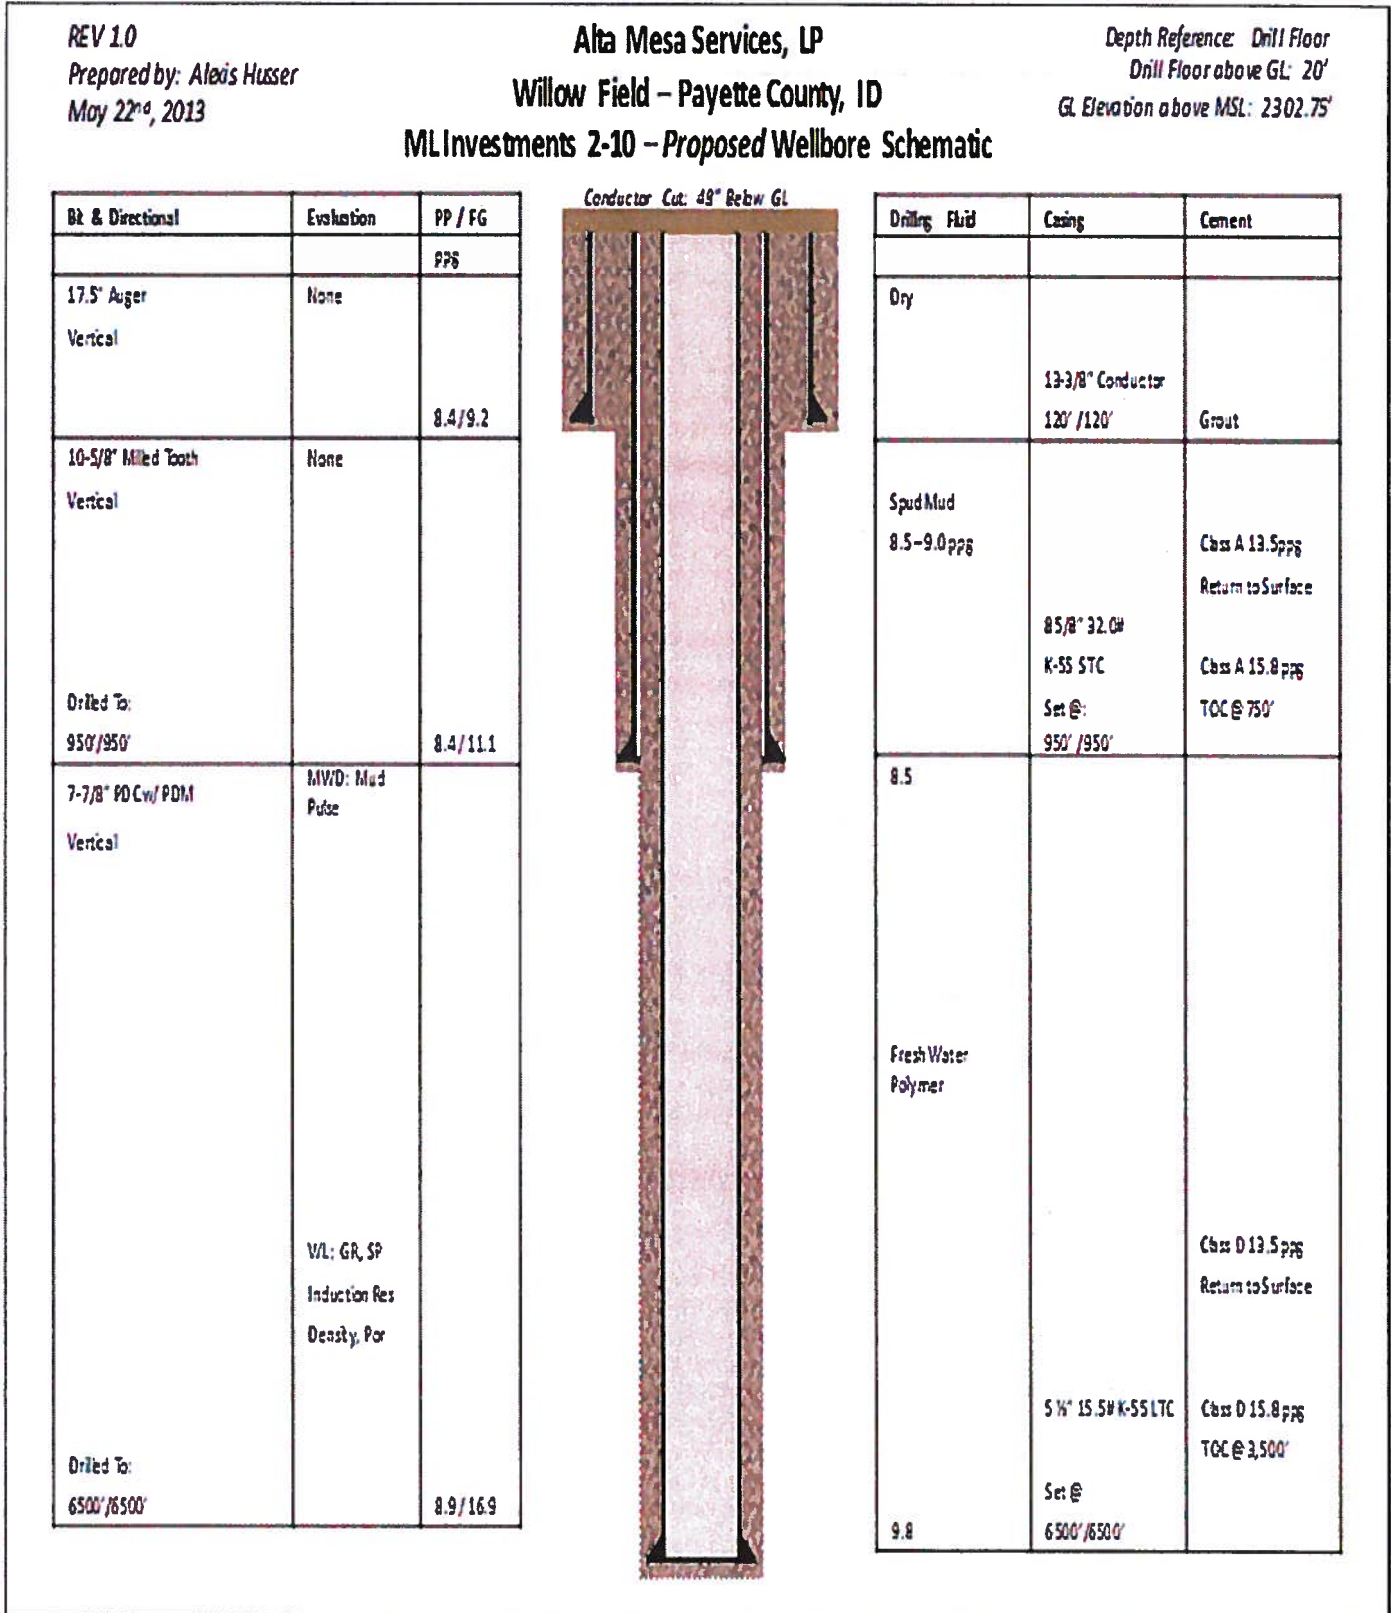 REV 1.0
Prepared by: Alexis Husser
May 22nd, 2013
Alta Mesa Services, LP
Willow Field – Payette County, ID
ML Investments 2-10 – Proposed Wellbore Schematic
Depth Reference: Drill Floor
Drill Floor above GL: 20'
GL Elevation above MSL: 2302.75'
Conductor Cut: 48" Below GL
Bit & Directional Evaluation PP / FG
PPG
17.5" Auger None
Vertical
8.4/9.2
10-5/8" Milled Tooth None
Vertical
Drilled To:
950'/950' 8.4/11.1
7-7/8" PDC w/ PDM MWD: Mud
Pulse
Vertical
W/L: GR, SP
Induction Res
Density, Por
Drilled To:
6500'/6500' 8.9/16.9
Drilling Fluid Casing Cement
Dry
13-3/8" Conductor
120' /120' Grout
Spud Mud
8.5–9.0ppg Class A 13.5ppg
Return to Surface
8 5/8" 32.0#
K-55 STC Class A 15.8 ppg
Set @: TOC @ 750'
950' /950'
8.5
Fresh Water
Polymer
Class D 13.5 ppg
Return to Surface
5 ½" 15.5# K-55 LTC Class D 15.8 ppg
TOC @ 3,500'
Set @
9.8 6500'/6500'